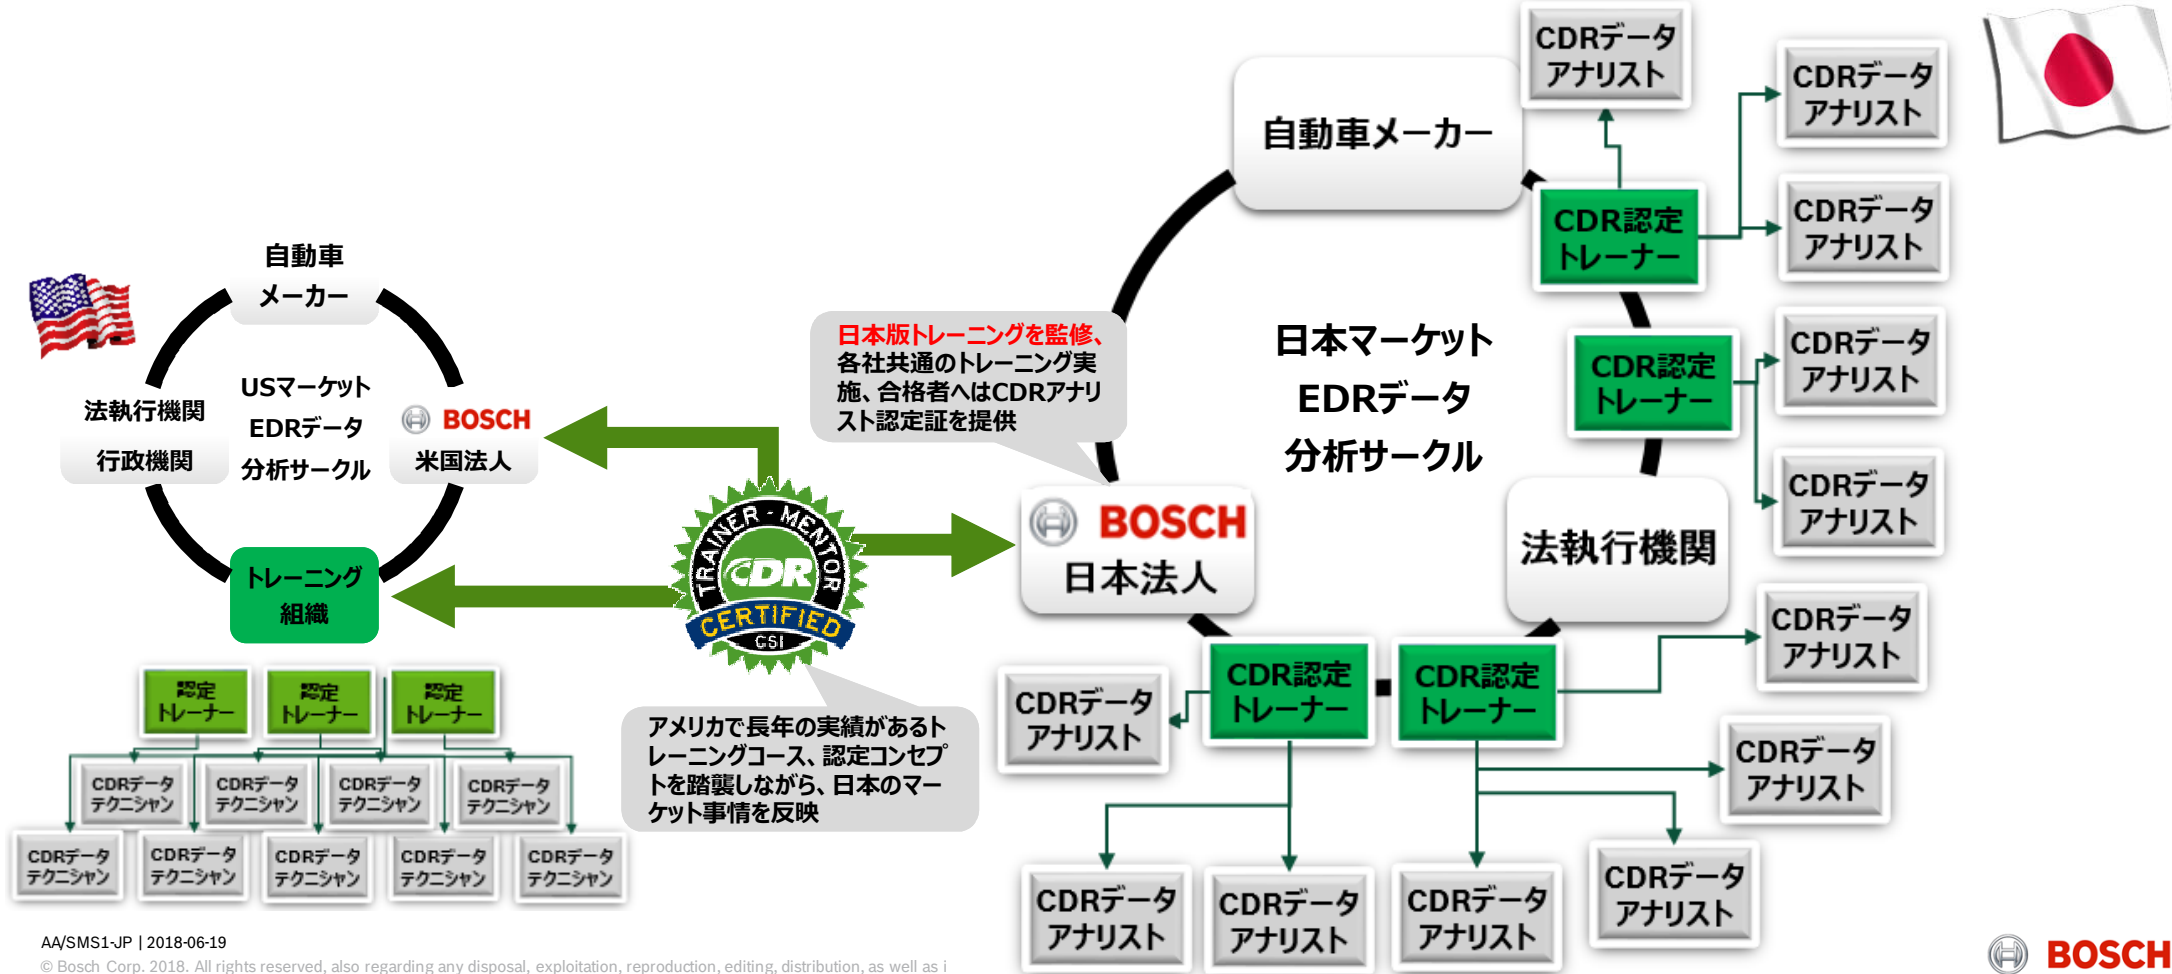 自動車
メーカー
法執行機関
行政機関
USマーケット
EDRデータ
分析サークル
BOSCH
米国法人
トレーニング
組織
認定
トレーナー
認定
トレーナー
認定
トレーナー
CDRデータ
テクニシャン
CDRデータ
テクニシャン
CDRデータ
テクニシャン
CDRデータ
テクニシャン
CDRデータ
テクニシャン
CDRデータ
テクニシャン
CDRデータ
テクニシャン
CDRデータ
テクニシャン
CDRデータ
テクニシャン
TRAINER - MENTOR
CDR
CERTIFIED
CSI
アメリカで長年の実績があるト
レーニングコース、認定コンセプ
トを踏襲しながら、日本のマー
ケット事情を反映
日本版トレーニングを監修、
各社共通のトレーニング実
施、合格者へはCDRアナリ
スト認定証を提供
自動車メーカー
日本マーケット
EDRデータ
分析サークル
BOSCH
日本法人
法執行機関
CDR認定
トレーナー
CDRデータ
アナリスト
CDRデータ
アナリスト
CDRデータ
アナリスト
CDR認定
トレーナー
CDRデータ
アナリスト
CDRデータ
アナリスト
CDR認定
トレーナー
CDRデータ
アナリスト
CDRデータ
アナリスト
CDRデータ
アナリスト
CDR認定
トレーナー
CDRデータ
アナリスト
CDRデータ
アナリスト
CDRデータ
アナリスト
CDRデータ
アナリスト
AA/SMS1-JP | 2018-06-19
© Bosch Corp. 2018. All rights reserved, also regarding any disposal, exploitation, reproduction, editing, distribution, as well as i
BOSCH